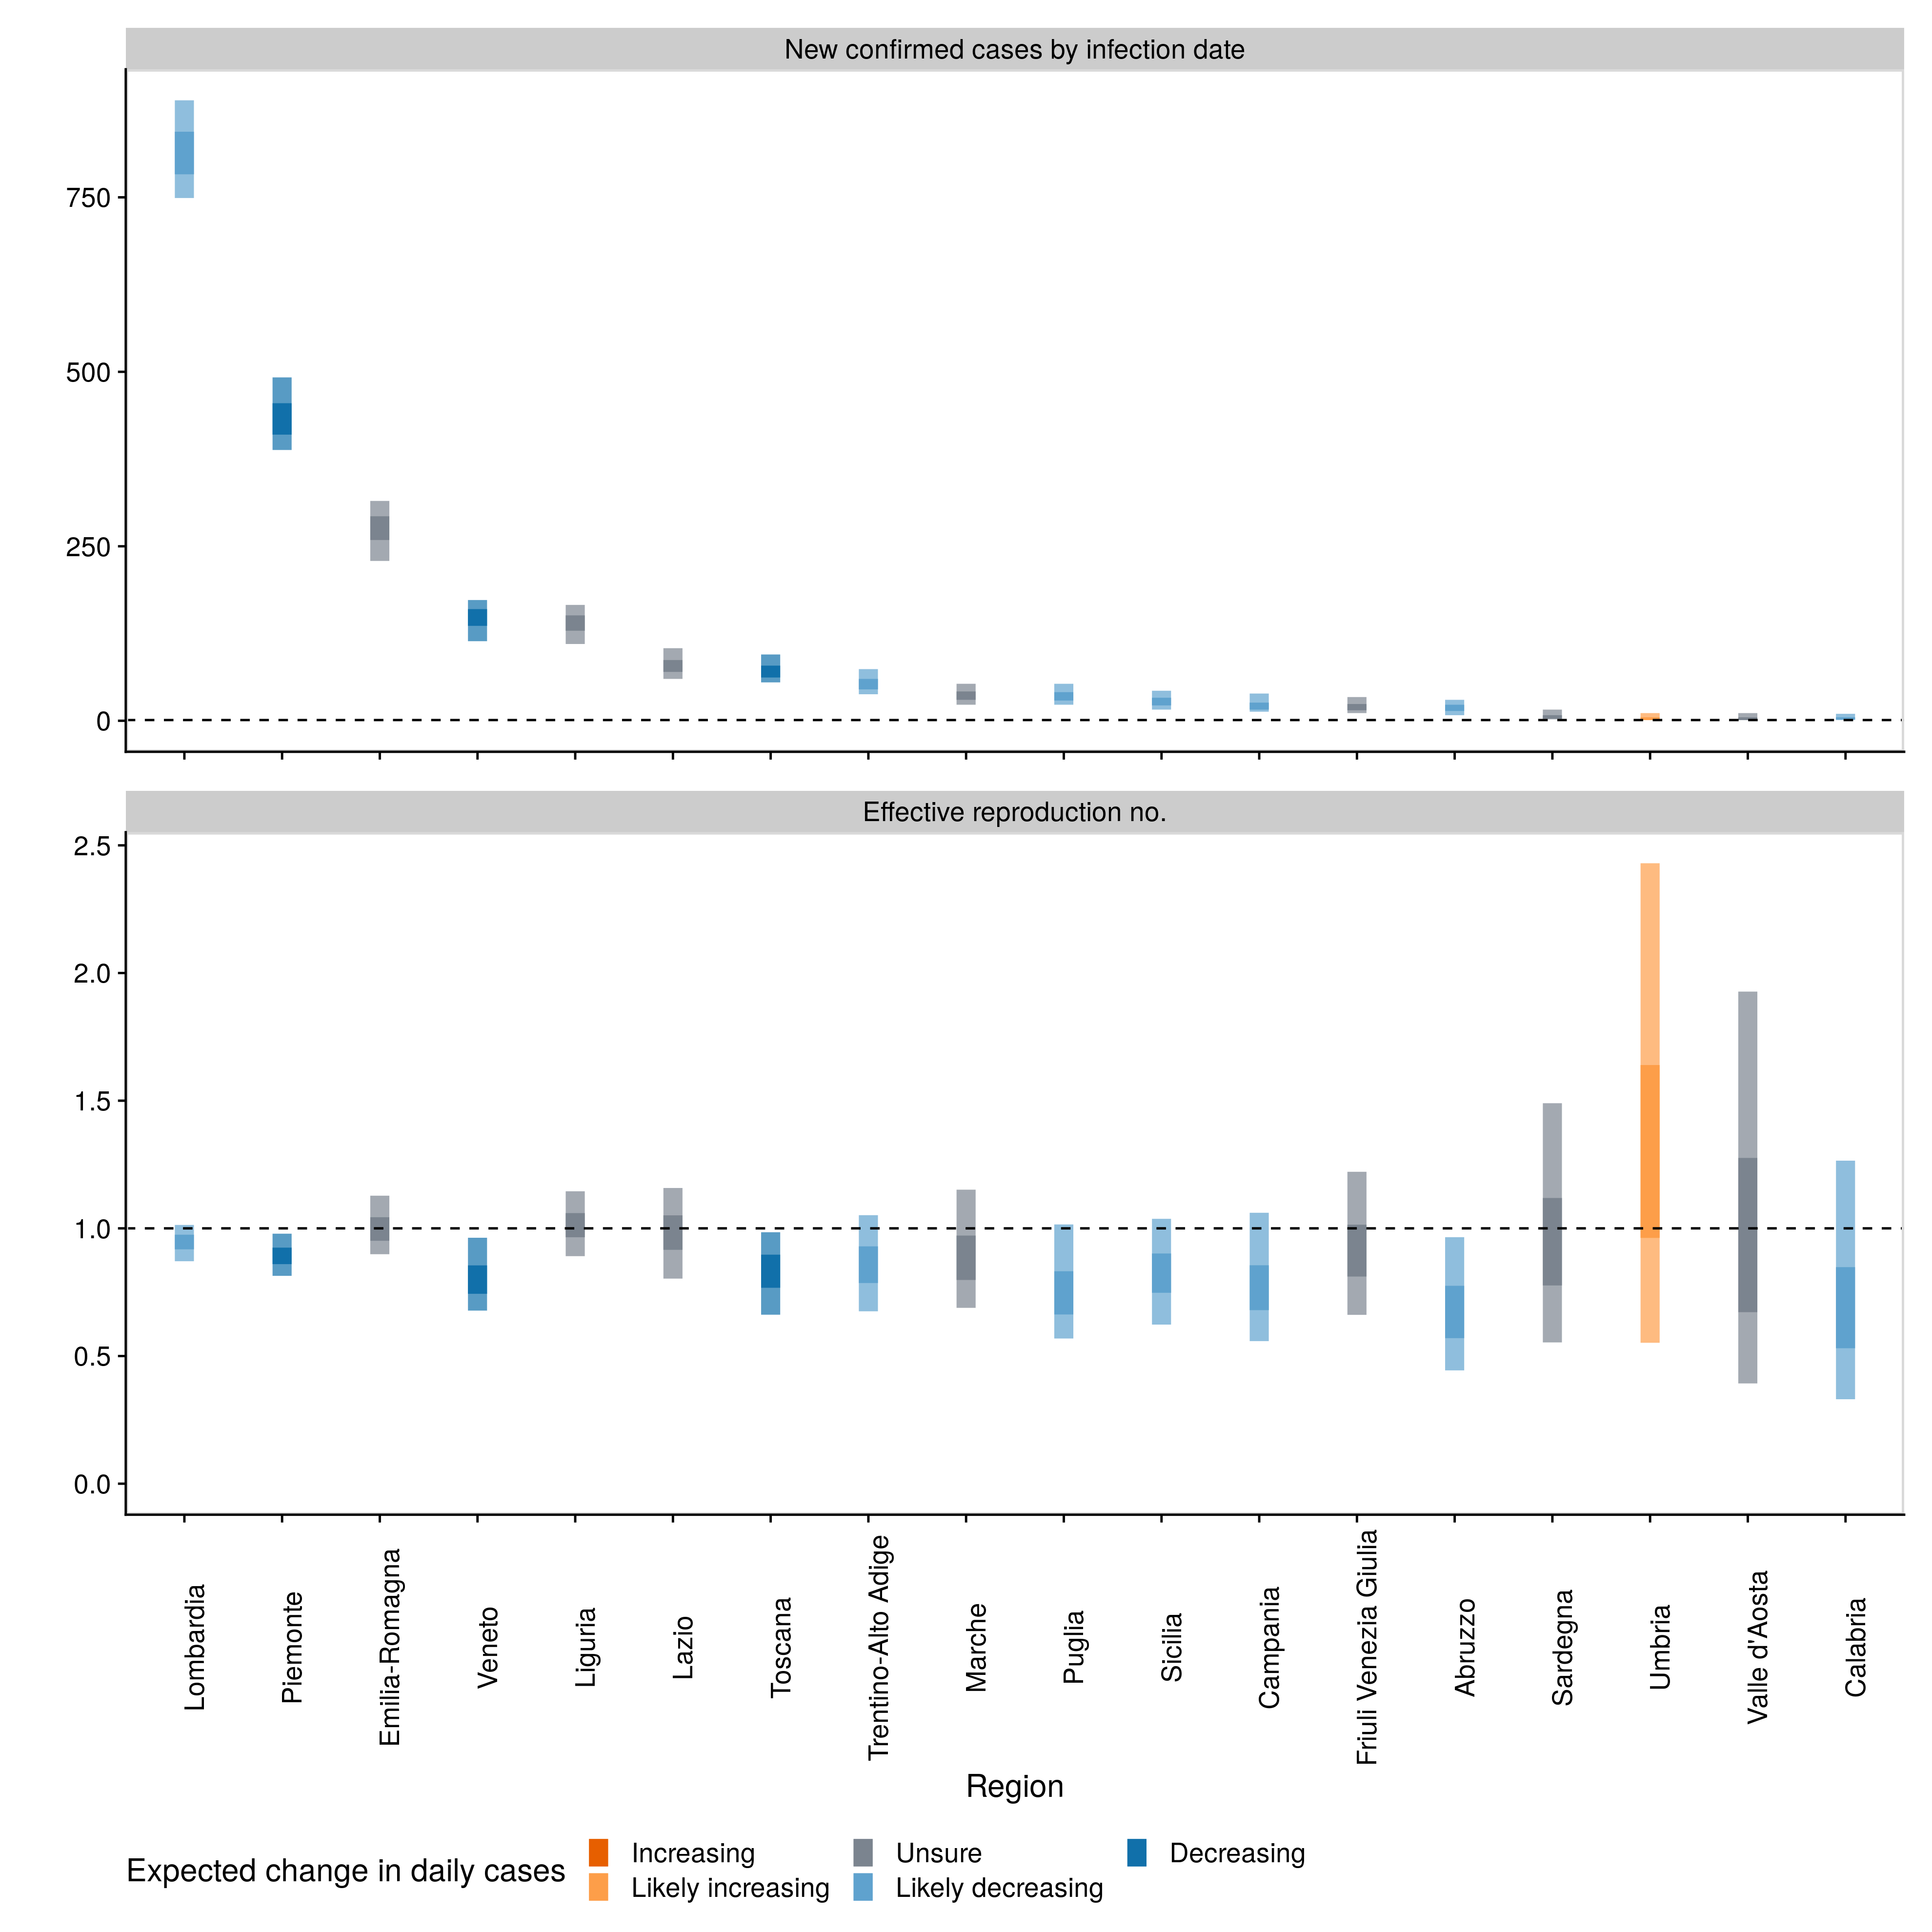 New confirmed cases by infection date
750
500
250
0
Effective reproduction no.
2.5
2.0
1.5
1.0
0.5
0.0
Lombardia
Piemonte
Emilia-Romagna
Veneto
Liguria
Lazio
Toscana
Trentino-Alto Adige
Marche
Puglia
Sicilia
Campania
Friuli Venezia Giulia
Abruzzo
Sardegna
Umbria
Valle d'Aosta
Calabria
Region
Expected change in daily cases
Increasing
Likely increasing
Unsure
Likely decreasing
Decreasing